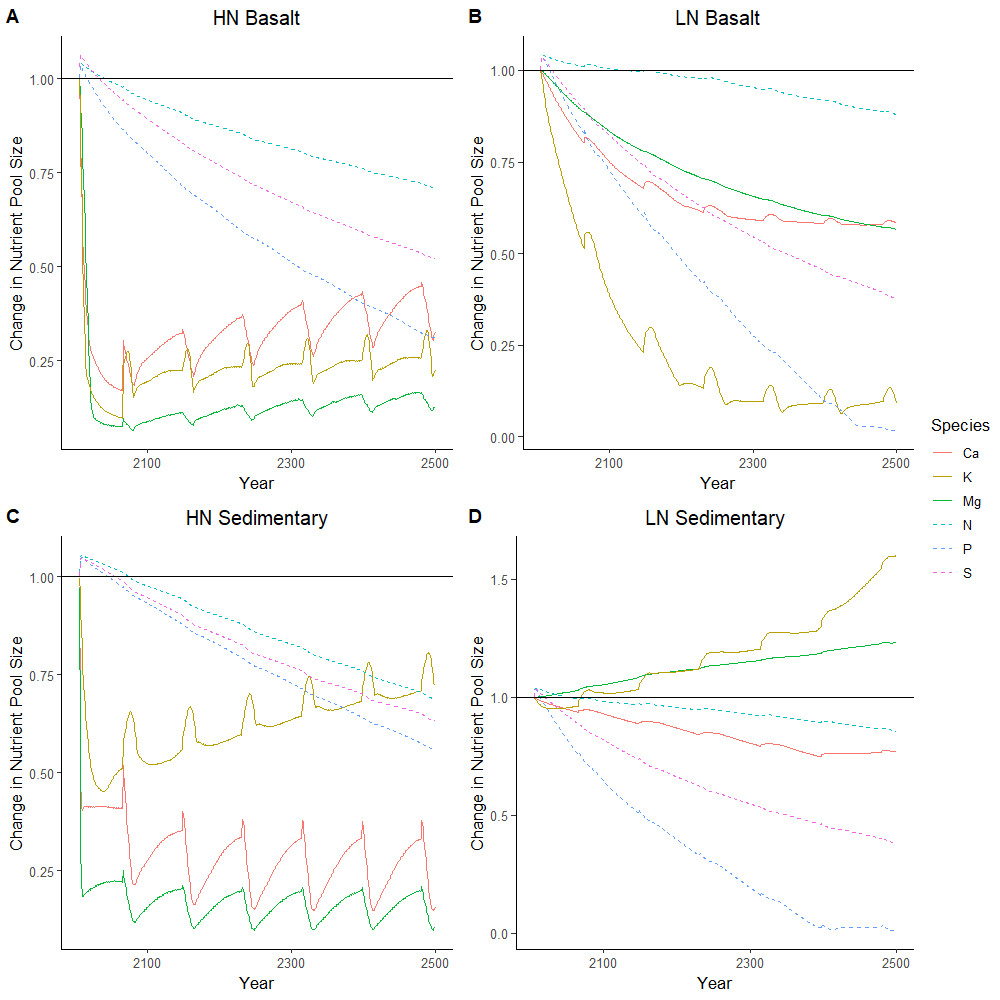 A
HN Basalt
Change in Nutrient Pool Size
1.00
0.75
0.50
0.25
2100
2300
2500
Year
B
LN Basalt
Change in Nutrient Pool Size
1.00
0.75
0.50
0.25
0.00
2100
2300
2500
Year
C
HN Sedimentary
Change in Nutrient Pool Size
1.00
0.75
0.50
0.25
2100
2300
2500
Year
D
LN Sedimentary
Change in Nutrient Pool Size
1.5
1.0
0.5
0.0
2100
2300
2500
Year
Species
Ca
K
Mg
N
P
S